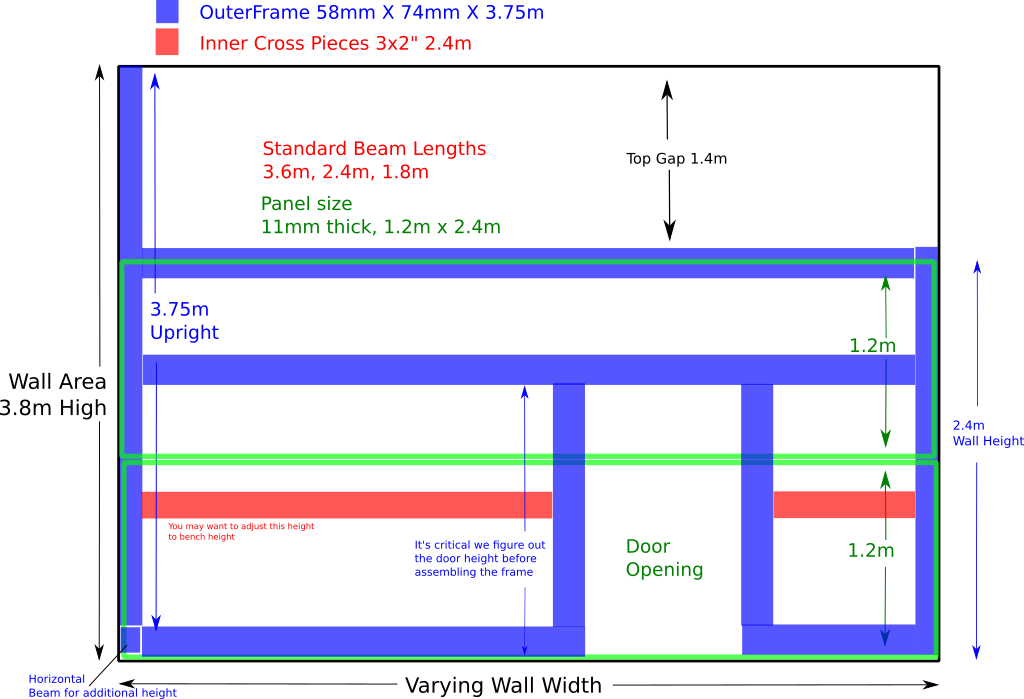 OuterFrame 58mm X 74mm X 3.75m
Inner Cross Pieces 3x2" 2.4m
Standard Beam Lengths
3.6m, 2.4m, 1.8m
Top Gap 1.4m
Panel size
11mm thick, 1.2m x 2.4m
3.75m
Upright
1.2m
Wall Area
3.8m High
2.4m
Wall Height
You may want to adjust this height
to bench height
It's critical we figure out
the door height before
assembling the frame
Door
Opening
1.2m
Horizontal
Beam for additional height
Varying Wall Width